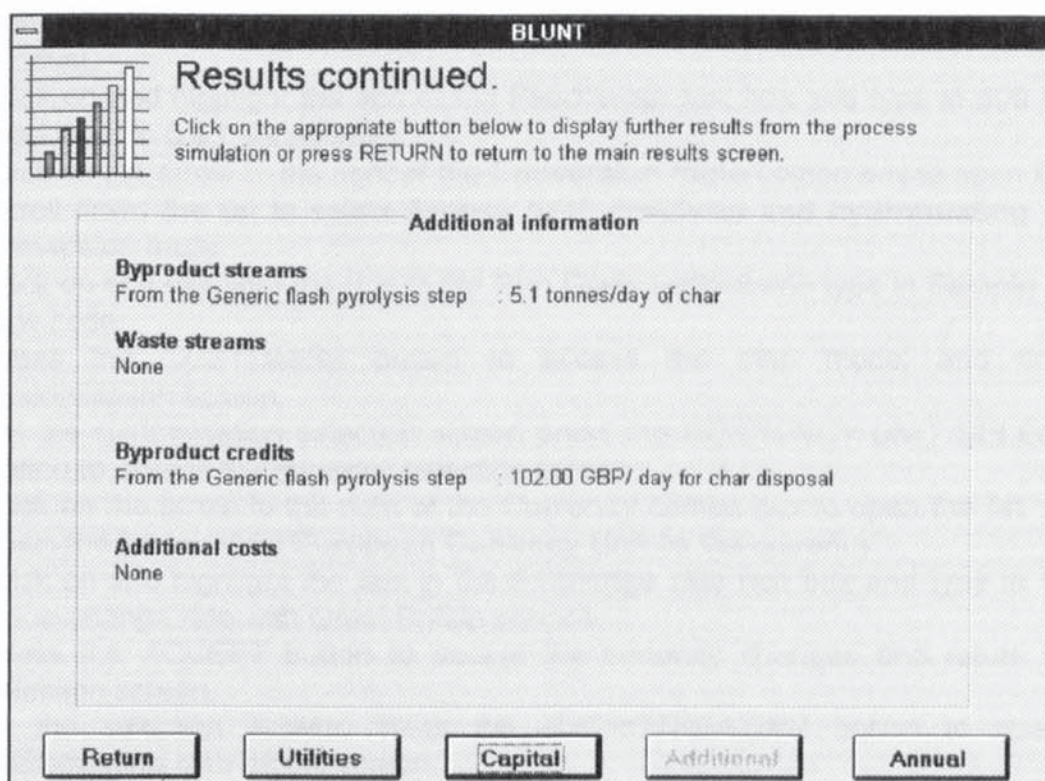 BLUNT
Results continued.
Click on the appropriate button below to display further results from the process
simulation or press RETURN to return to the main results screen.
Additional information
Byproduct streams
From the Generic flash pyrolysis step : 5.1 tonnes/day of char
Waste streams
None
Byproduct credits
From the Generic flash pyrolysis step : 102.00 GBP/ day for char disposal
Additional costs
None
Return Utilities Capital Additional Annual